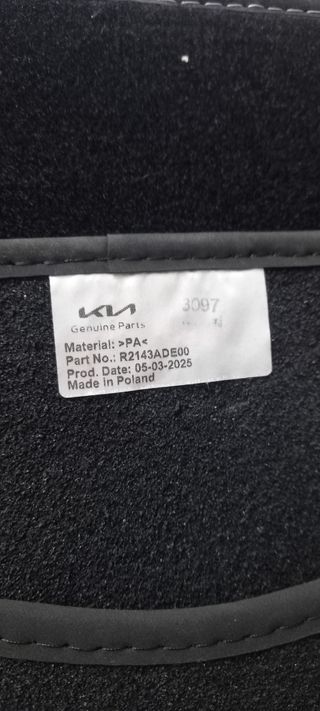 KIA 3097
Genuine Parts
Material: >PA<
Part No.: R2143ADE00
Prod. Date: 05-03-2025
Made in Poland